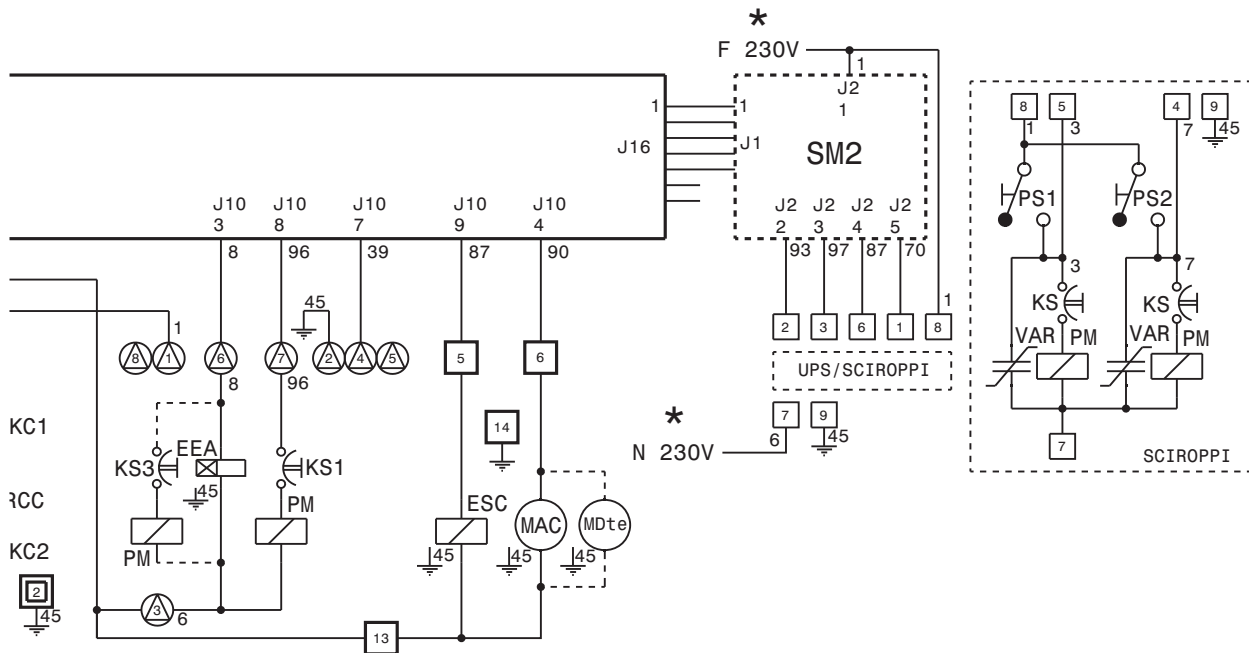 *
F 230V
1
J2
1
1
1
J16
J1
SM2
J10
J10
J10
J10
3
8
7
9
4
8
96
39
87
90
J2
J2
J2
J2
2
3
4
5
93
97
87
70
1
45
1
8
1
6
7
2
4
5
8
96
5
6
2
3
6
1
8
UPS/SCIROPPI
*
N 230V
7
9
6
45
14
KC1
KS3
EEA
45
KS1
RCC
PM
ESC
MAC
MDte
KC2
PM
45
45
45
2
45
3
6
13
8
5
4
9
1
3
7
45
PS1
PS2
3
7
KS
KS
VAR
PM
VAR
PM
7
SCIROPPI